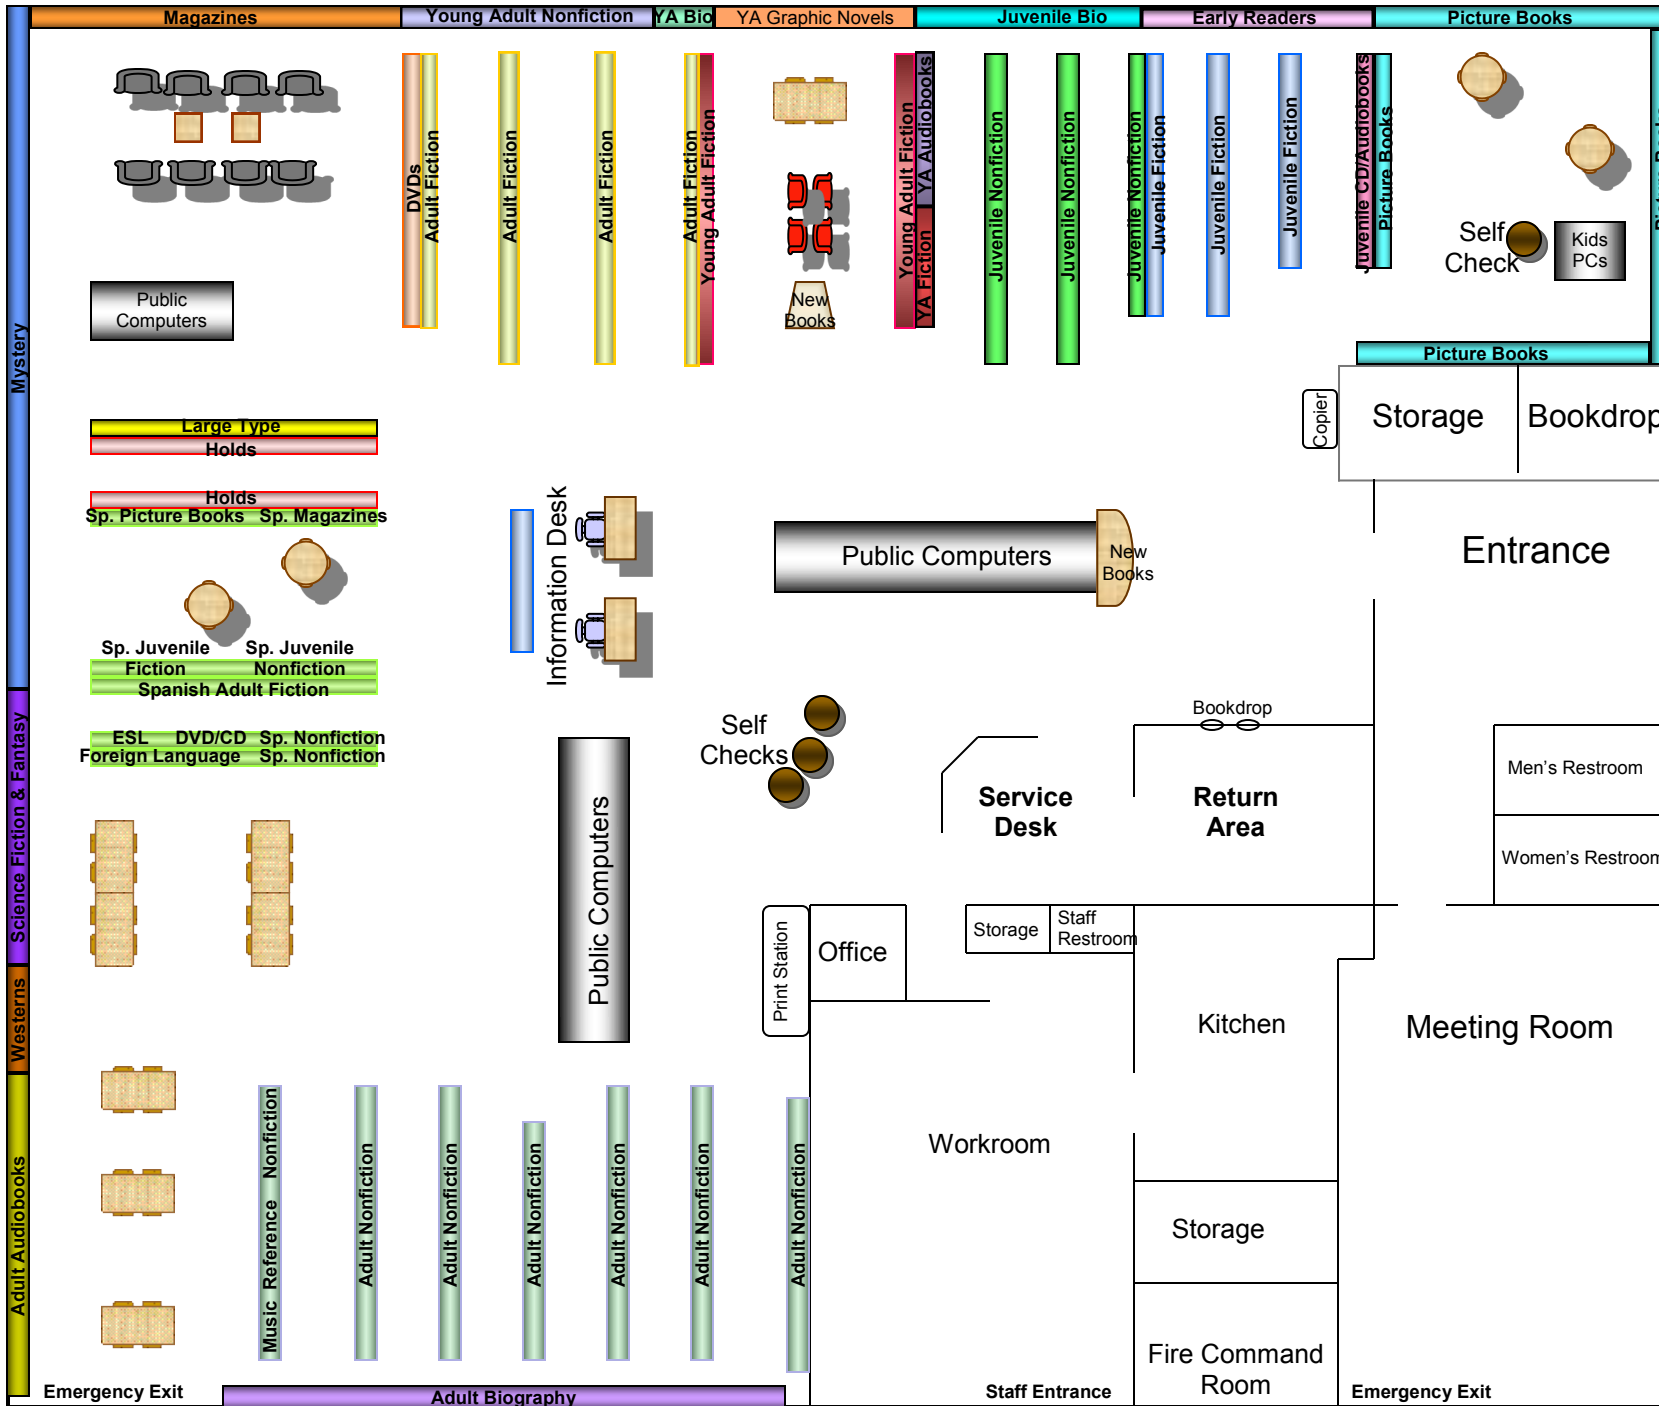 Magazines
Young Adult Nonfiction
YA Bio
YA Graphic Novels
Juvenile Bio
Early Readers
Picture Books
Picture Books
Mystery
Science Fiction & Fantasy
Westerns
Adult Audiobooks
DVDs
Adult Fiction
Adult Fiction
Adult Fiction
Adult Fiction
Young Adult Fiction
New
Books
Young Adult Fiction
YA Audiobooks
YA Fiction
Juvenile Nonfiction
Juvenile Nonfiction
Juvenile Nonfiction
Juvenile Fiction
Juvenile Fiction
Juvenile Fiction
Juvenile CD/Audiobooks
Picture Books
Self
Check
Kids
PCs
Picture Books
Public
Computers
Large Type
Holds
Holds
Sp. Picture Books Sp. Magazines
Sp. Juvenile Sp. Juvenile
Fiction Nonfiction
Spanish Adult Fiction
ESL DVD/CD Sp. Nonfiction
Foreign Language Sp. Nonfiction
Information Desk
Public Computers
New
Books
Copier
Storage
Bookdrop
Entrance
Self
Checks
Public Computers
Bookdrop
Service
Desk
Return
Area
Men's Restroom
Women's Restroom
Print Station
Office
Storage
Staff
Restroom
Kitchen
Meeting Room
Workroom
Storage
Fire Command
Room
Music Reference Nonfiction
Adult Nonfiction
Adult Nonfiction
Adult Nonfiction
Adult Nonfiction
Adult Nonfiction
Adult Nonfiction
Emergency Exit
Adult Biography
Staff Entrance
Emergency Exit